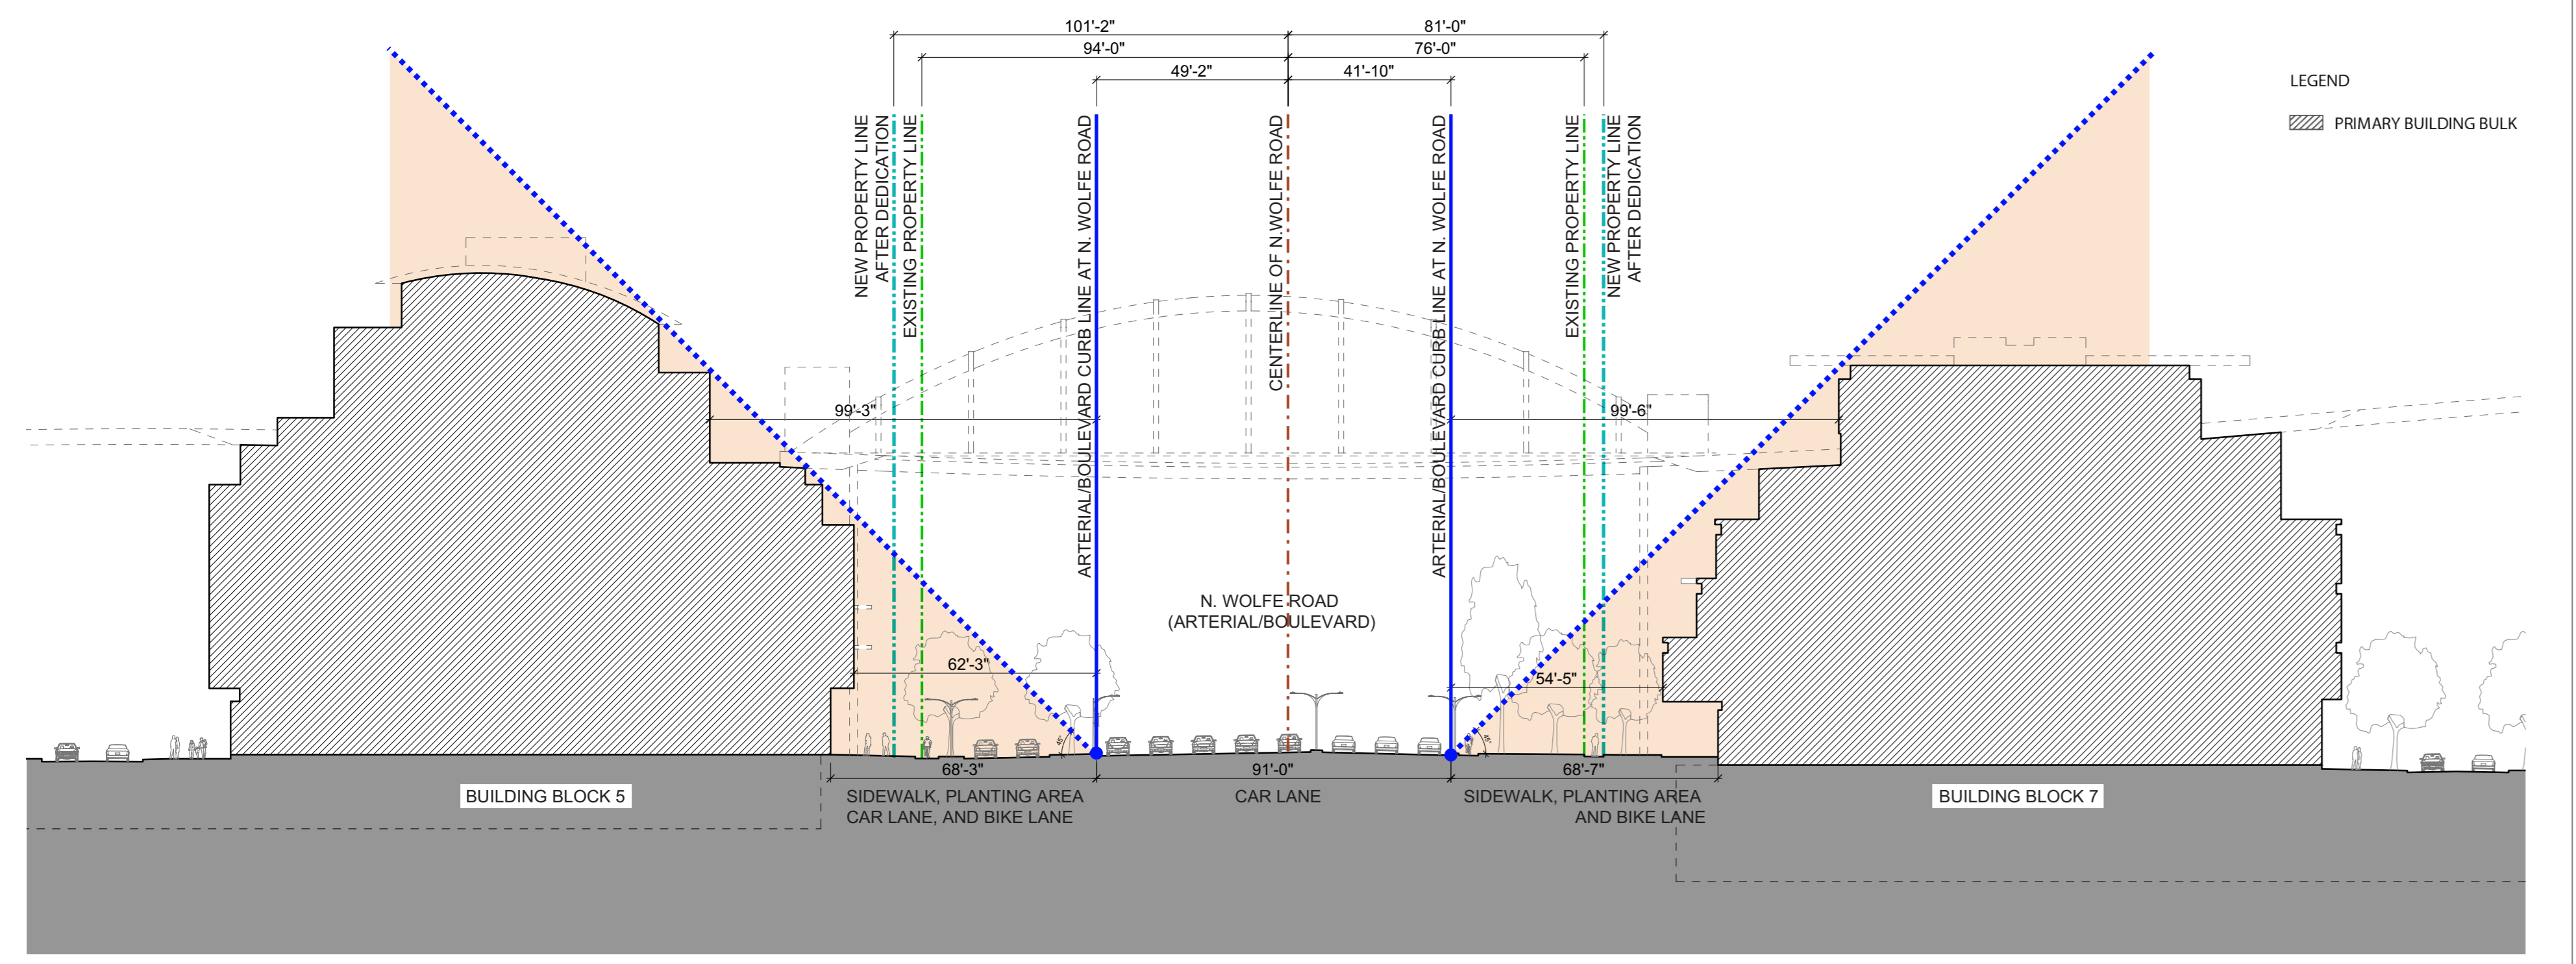 101'-2"
81'-0"
94'-0"
76'-0"
49'-2"
41'-10"
LEGEND
PRIMARY BUILDING BULK
NEW PROPERTY LINE
AFTER DEDICATION
EXISTING PROPERTY LINE
ARTERIAL/BOULEVARD CURB LINE AT N. WOLFE ROAD
CENTERLINE OF N.WOLFE ROAD
ARTERIAL/BOULEVARD CURB LINE AT N. WOLFE ROAD
EXISTING PROPERTY LINE
NEW PROPERTY LINE
AFTER DEDICATION
99'-3"
99'-6"
N. WOLFE ROAD
(ARTERIAL/BOULEVARD)
62'-3"
54'-5"
45°
45°
68'-3"
91'-0"
68'-7"
BUILDING BLOCK 5
SIDEWALK, PLANTING AREA
CAR LANE, AND BIKE LANE
CAR LANE
SIDEWALK, PLANTING AREA
AND BIKE LANE
BUILDING BLOCK 7